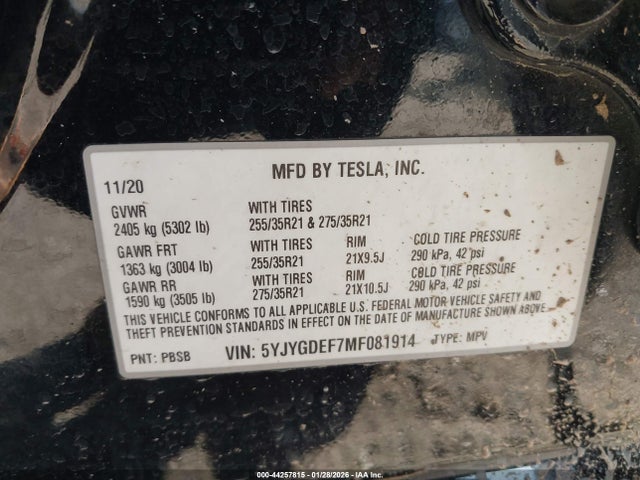 MFD BY TESLA, INC.
11/20
GVWR WITH TIRES
2405 kg (5302 lb) 255/35R21 & 275/35R21
GAWR FRT WITH TIRES RIM COLD TIRE PRESSURE
1363 kg (3004 lb) 255/35R21 21X9.5J 290 kPa, 42 psi
GAWR RR WITH TIRES RIM COLD TIRE PRESSURE
1590 kg (3505 lb) 275/35R21 21X10.5J 290 kPa, 42 psi
THIS VEHICLE CONFORMS TO ALL APPLICABLE U.S. FEDERAL MOTOR VEHICLE SAFETY AND
THEFT PREVENTION STANDARDS IN EFFECT ON THE DATE OF MANUFACTURE SHOWN ABOVE.
PNT: PBSB VIN: 5YJYGDEF7MF081914 TYPE: MPV
000-44257815 - 01/28/2026 - © IAA Inc